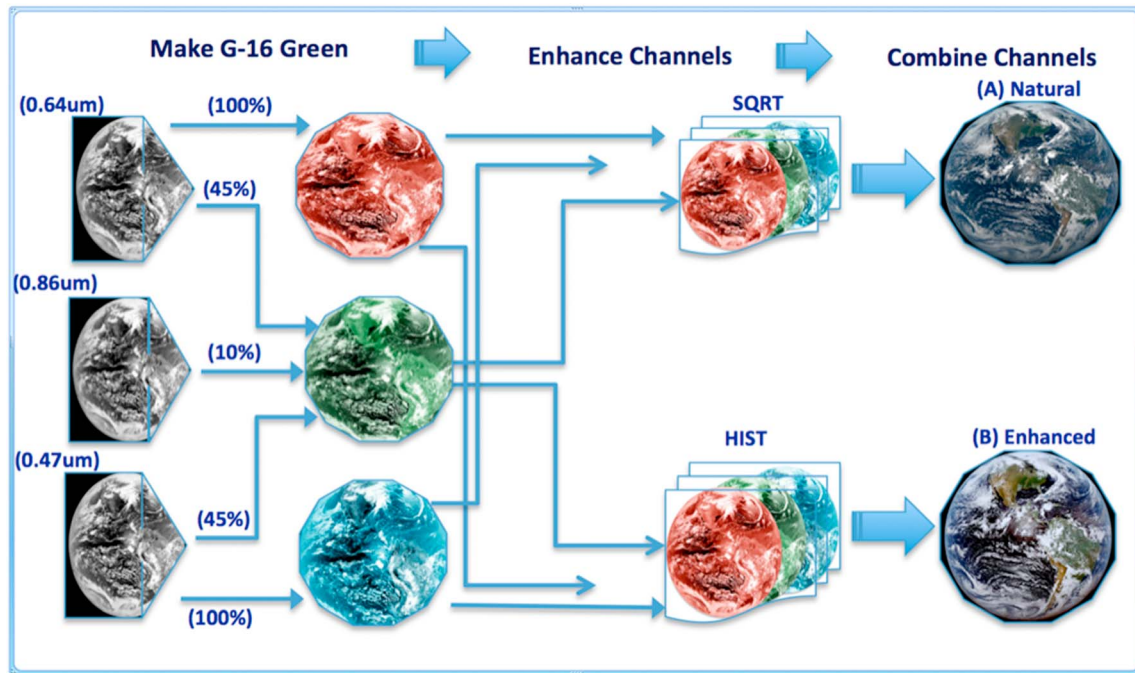 Make G-16 Green
Enhance Channels
Combine Channels
(0.64um)
(100%)
(45%)
(0.86um)
(10%)
(0.47um)
(45%)
(100%)
SQRT
(A) Natural
HIST
(B) Enhanced